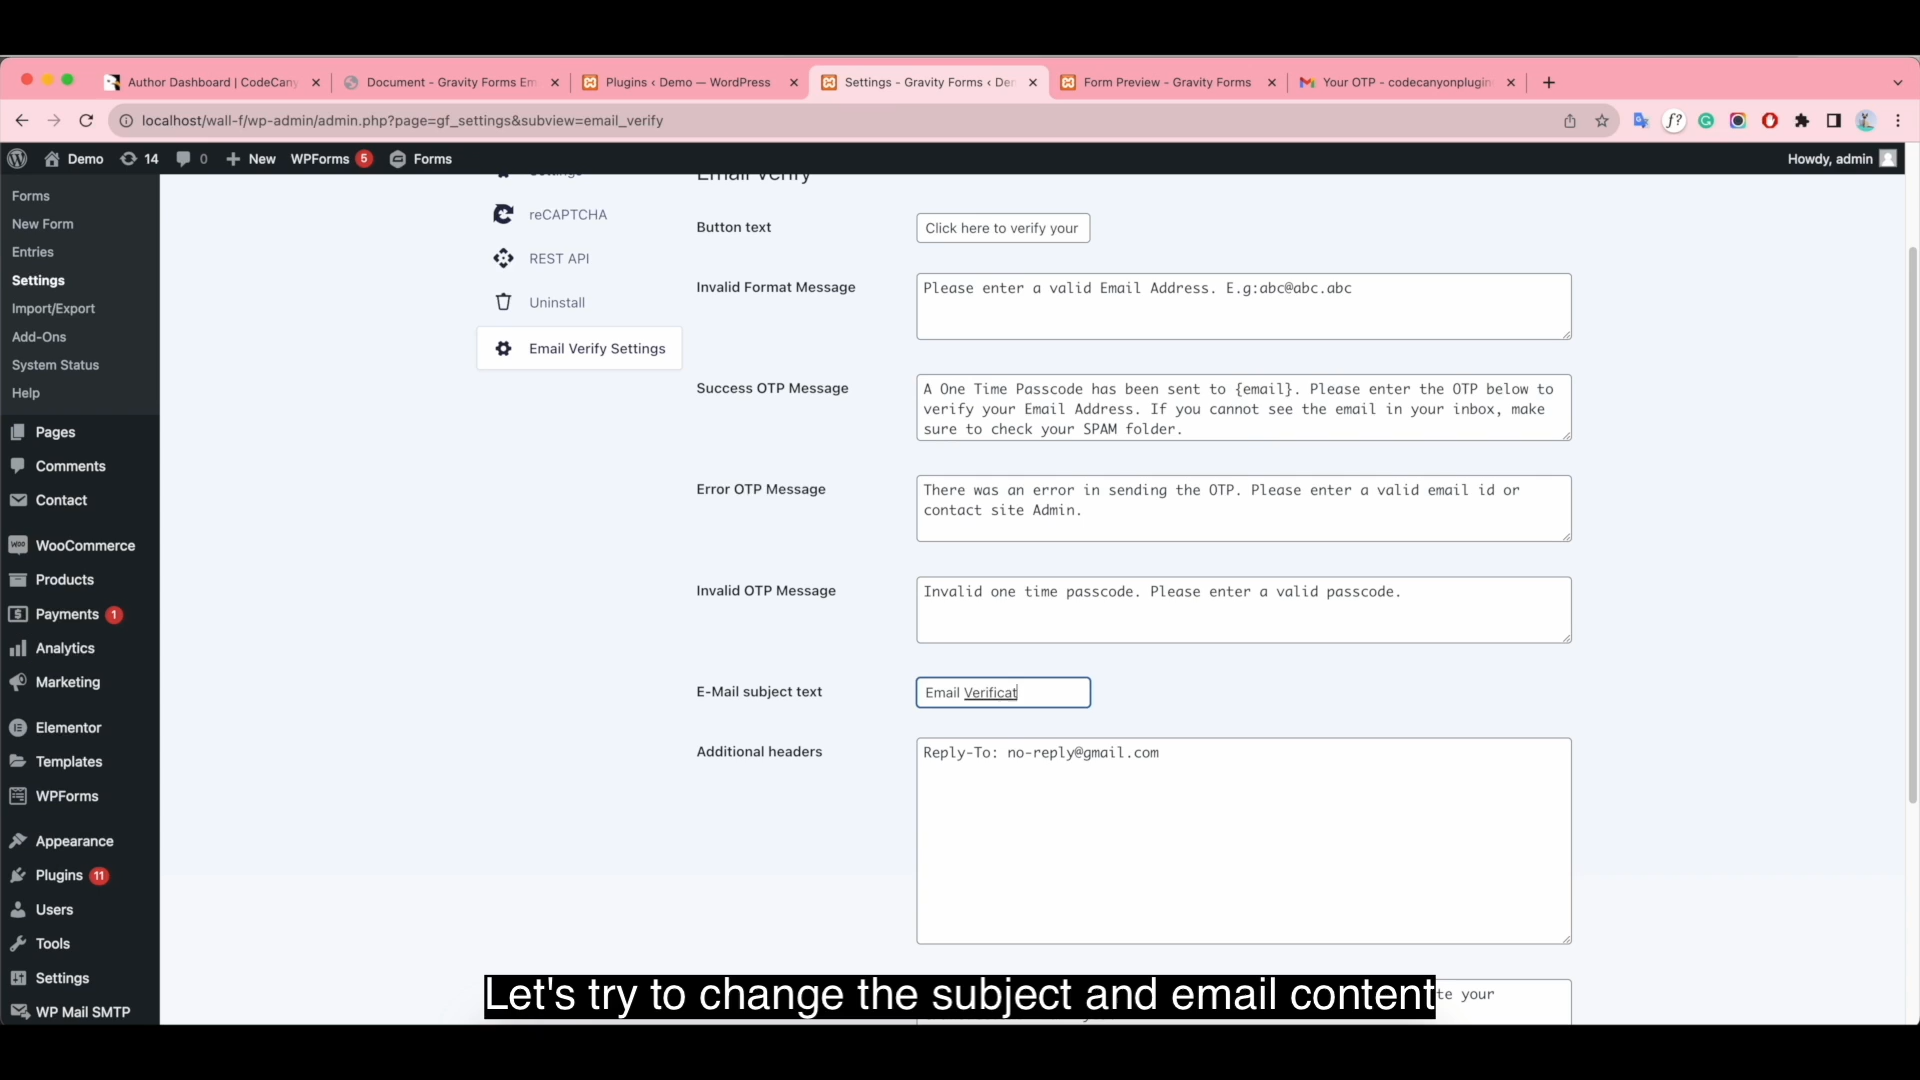 Author Dashboard | CodeCany
Document - Gravity Forms Em
Plugins ‹ Demo — WordPress
Settings - Gravity Forms ‹ Der
Form Preview - Gravity Forms
Your OTP - codecanyonplugin
localhost/wall-f/wp-admin/admin.php?page=gf_settings&subview=email_verify
Demo
14
0
New
WPForms 5
Forms
Howdy, admin
Forms
New Form
Entries
Settings
Import/Export
Add-Ons
System Status
Help
Pages
Comments
Contact
WooCommerce
Products
Payments 1
Analytics
Marketing
Elementor
Templates
WPForms
Appearance
Plugins 11
Users
Tools
Settings
WP Mail SMTP
Settings
reCAPTCHA
REST API
Uninstall
Email Verify Settings
Email Verify
Button text
Click here to verify your
Invalid Format Message
Please enter a valid Email Address. E.g:abc@abc.abc
Success OTP Message
A One Time Passcode has been sent to {email}. Please enter the OTP below to
verify your Email Address. If you cannot see the email in your inbox, make
sure to check your SPAM folder.
Error OTP Message
There was an error in sending the OTP. Please enter a valid email id or
contact site Admin.
Invalid OTP Message
Invalid one time passcode. Please enter a valid passcode.
E-Mail subject text
Email Verificat
Additional headers
Reply-To: no-reply@gmail.com
te your
Let's try to change the subject and email content